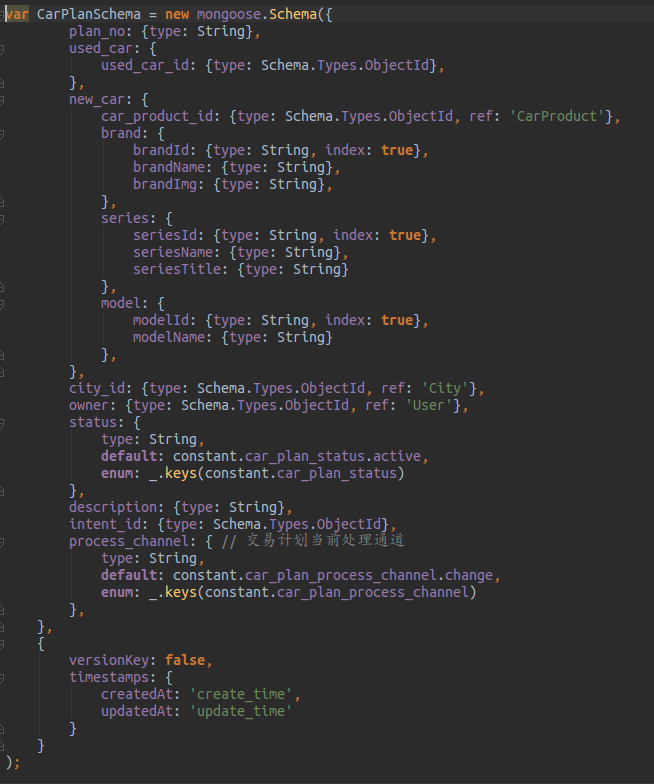 var CarPlanSchema = new mongoose.Schema({
        plan_no: {type: String},
        used_car: {
            used_car_id: {type: Schema.Types.ObjectId},
        },
        new_car: {
            car_product_id: {type: Schema.Types.ObjectId, ref: 'CarProduct'},
            brand: {
                brandId: {type: String, index: true},
                brandName: {type: String},
                brandImg: {type: String},
            },
            series: {
                seriesId: {type: String, index: true},
                seriesName: {type: String},
                seriesTitle: {type: String}
            },
            model: {
                modelId: {type: String, index: true},
                modelName: {type: String}
            },
        },
        city_id: {type: Schema.Types.ObjectId, ref: 'City'},
        owner: {type: Schema.Types.ObjectId, ref: 'User'},
        status: {
            type: String,
            default: constant.car_plan_status.active,
            enum: _.keys(constant.car_plan_status)
        },
        description: {type: String},
        intent_id: {type: Schema.Types.ObjectId},
        process_channel: { // 交易计划当前处理通道
            type: String,
            default: constant.car_plan_process_channel.change,
            enum: _.keys(constant.car_plan_process_channel)
        },
    },
    {
        versionKey: false,
        timestamps: {
            createdAt: 'create_time',
            updatedAt: 'update_time'
        }
    }
);